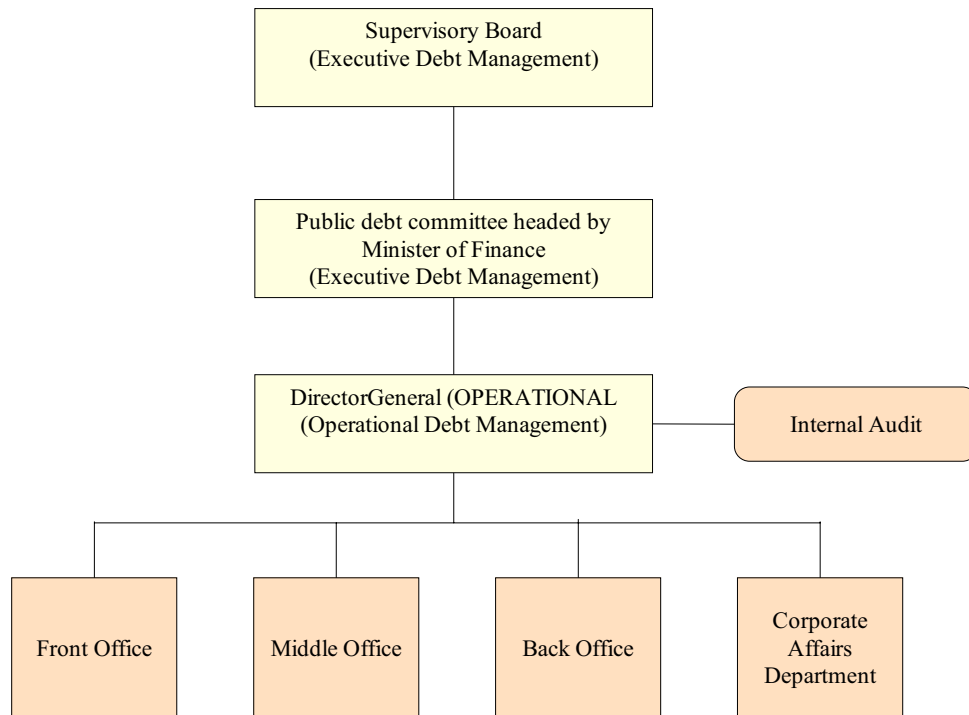 Supervisory Board
(Executive Debt Management)
Public debt committee headed by
Minister of Finance
(Executive Debt Management)
DirectorGeneral (OPERATIONAL
(Operational Debt Management)
Internal Audit
Front Office
Middle Office
Back Office
Corporate
Affairs
Department